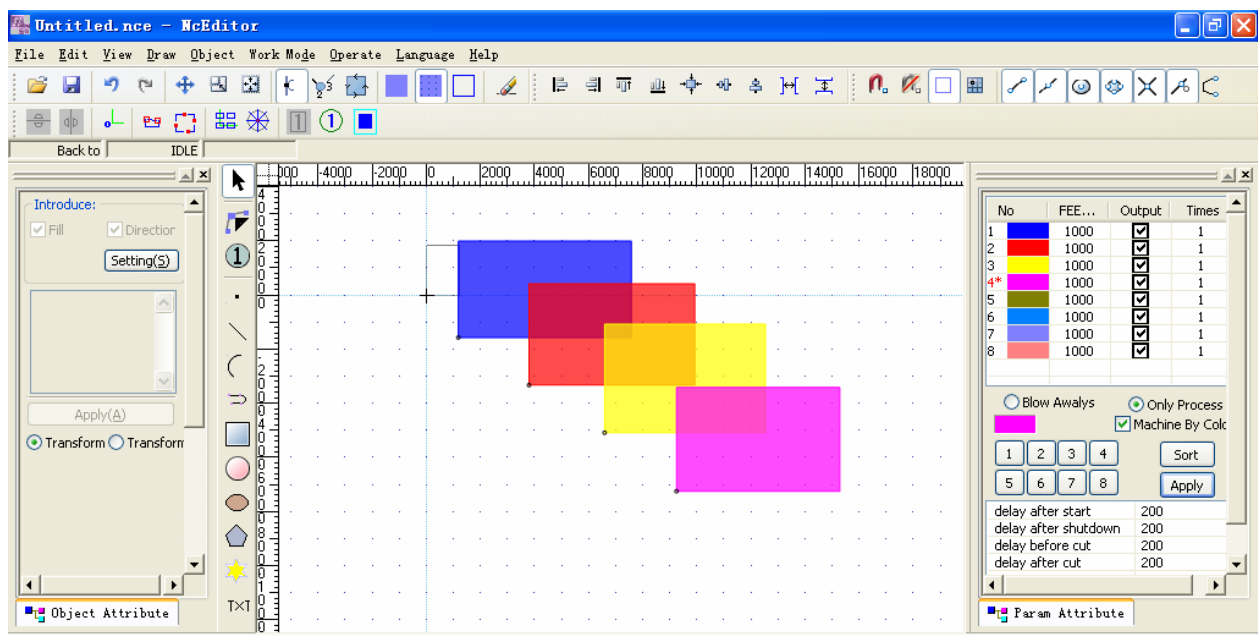 Untitled.nce - NcEditor
File Edit View Draw Object Work Mode Operate Language Help
Back to IDLE
000 -4000 -2000 0 2000 4000 6000 8000 10000 12000 14000 16000 18000
Introduce:
Fill Direction
Setting(S)
Apply(A)
Transform Transform
Object Attribute
1
TXT
No FEE... Output Times
1 1000 1
2 1000 1
3 1000 1
4* 1000 1
5 1000 1
6 1000 1
7 1000 1
8 1000 1
Blow Awalys Only Process
Machine By Colo
1 2 3 4 Sort
5 6 7 8 Apply
delay after start 200
delay after shutdown 200
delay before cut 200
delay after cut 200
Param Attribute